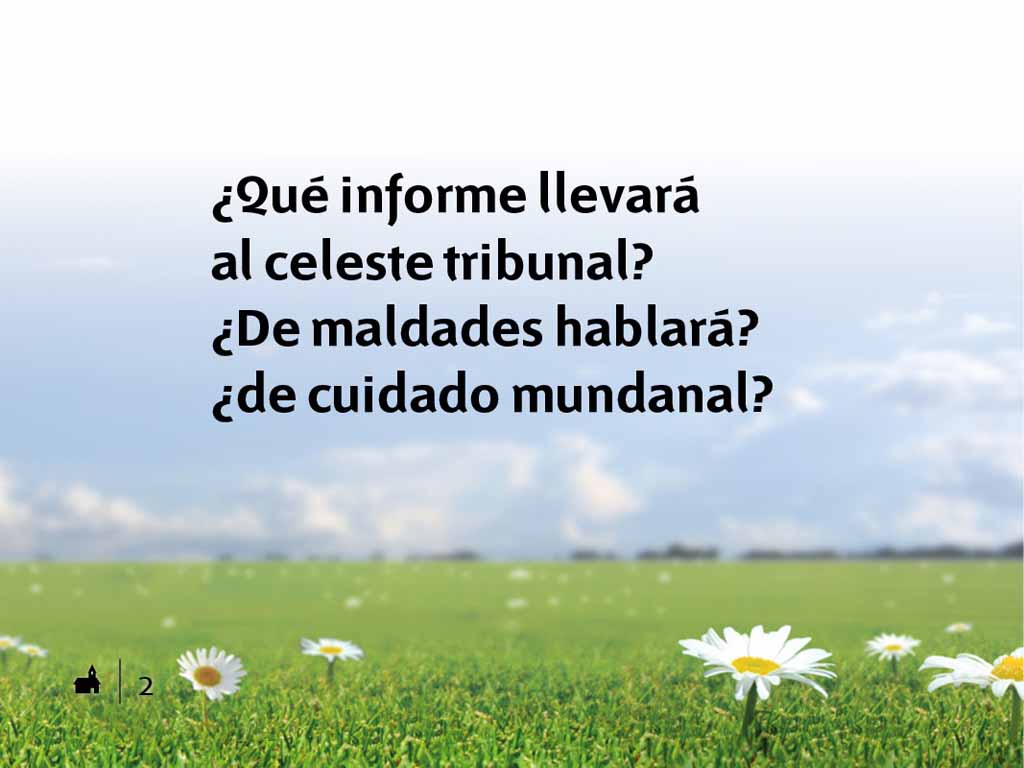 ¿Qué informe llevará
al celeste tribunal?
¿De maldades hablará?
¿de cuidado mundanal?
2